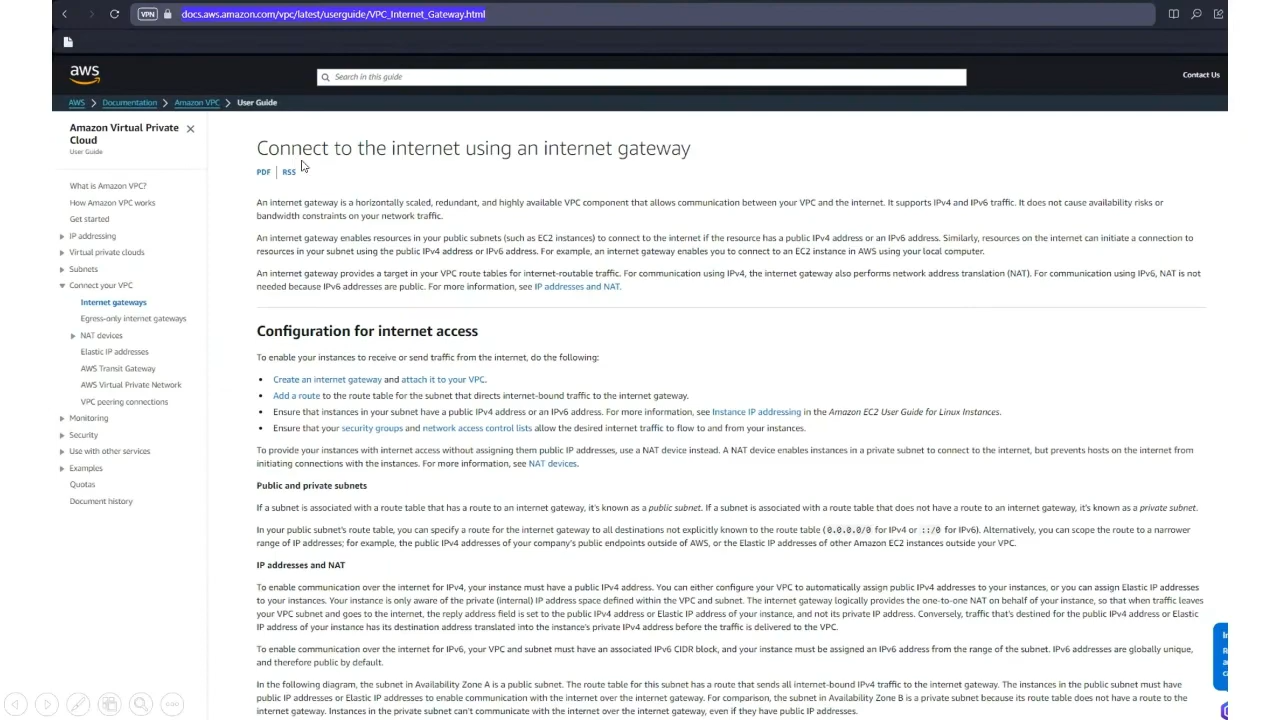 VPN docs.aws.amazon.com/vpc/latest/userguide/VPC_Internet_Gateway.html
aws
Search in this guide
Contact Us
AWS > Documentation > Amazon VPC > User Guide
Amazon Virtual Private
Cloud
User Guide
What is Amazon VPC?
How Amazon VPC works
Get started
IP addressing
Virtual private clouds
Subnets
Connect your VPC
Internet gateways
Egress-only internet gateways
NAT devices
Elastic IP addresses
AWS Transit Gateway
AWS Virtual Private Network
VPC peering connections
Monitoring
Security
Use with other services
Examples
Quotas
Document history
Connect to the internet using an internet gateway
PDF | RSS
An internet gateway is a horizontally scaled, redundant, and highly available VPC component that allows communication between your VPC and the internet. It supports IPv4 and IPv6 traffic. It does not cause availability risks or
bandwidth constraints on your network traffic.
An internet gateway enables resources in your public subnets (such as EC2 instances) to connect to the internet if the resource has a public IPv4 address or an IPv6 address. Similarly, resources on the internet can initiate a connection to
resources in your subnet using the public IPv4 address or IPv6 address. For example, an internet gateway enables you to connect to an EC2 instance in AWS using your local computer.
An internet gateway provides a target in your VPC route tables for internet-routable traffic. For communication using IPv4, the internet gateway also performs network address translation (NAT). For communication using IPv6, NAT is not
needed because IPv6 addresses are public. For more information, see IP addresses and NAT.
Configuration for internet access
To enable your instances to receive or send traffic from the internet, do the following:
• Create an internet gateway and attach it to your VPC.
• Add a route to the route table for the subnet that directs internet-bound traffic to the internet gateway.
• Ensure that instances in your subnet have a public IPv4 address or an IPv6 address. For more information, see Instance IP addressing in the Amazon EC2 User Guide for Linux Instances.
• Ensure that your security groups and network access control lists allow the desired internet traffic to flow to and from your instances.
To provide your instances with internet access without assigning them public IP addresses, use a NAT device instead. A NAT device enables instances in a private subnet to connect to the internet, but prevents hosts on the internet from
initiating connections with the instances. For more information, see NAT devices.
Public and private subnets
If a subnet is associated with a route table that has a route to an internet gateway, it's known as a public subnet. If a subnet is associated with a route table that does not have a route to an internet gateway, it's known as a private subnet.
In your public subnet's route table, you can specify a route for the internet gateway to all destinations not explicitly known to the route table (0.0.0.0/0 for IPv4 or ::/0 for IPv6). Alternatively, you can scope the route to a narrower
range of IP addresses; for example, the public IPv4 addresses of your company's public endpoints outside of AWS, or the Elastic IP addresses of other Amazon EC2 instances outside your VPC.
IP addresses and NAT
To enable communication over the internet for IPv4, your instance must have a public IPv4 address. You can either configure your VPC to automatically assign public IPv4 addresses to your instances, or you can assign Elastic IP addresses
to your instances. Your instance is only aware of the private (internal) IP address space defined within the VPC and subnet. The internet gateway logically provides the one-to-one NAT on behalf of your instance, so that when traffic leaves
your VPC subnet and goes to the internet, the reply address field is set to the public IPv4 address or Elastic IP address of your instance, and not its private IP address. Conversely, traffic that's destined for the public IPv4 address or Elastic
IP address of your instance has its destination address translated into the instance's private IPv4 address before the traffic is delivered to the VPC.
To enable communication over the internet for IPv6, your VPC and subnet must have an associated IPv6 CIDR block, and your instance must be assigned an IPv6 address from the range of the subnet. IPv6 addresses are globally unique,
and therefore public by default.
In the following diagram, the subnet in Availability Zone A is a public subnet. The route table for this subnet has a route that sends all internet-bound IPv4 traffic to the internet gateway. The instances in the public subnet must have
public IP addresses or Elastic IP addresses to enable communication with the internet over the internet gateway. For comparison, the subnet in Availability Zone B is a private subnet because its route table does not have a route to the
internet gateway. Instances in the private subnet can't communicate with the internet over the internet gateway, even if they have public IP addresses.